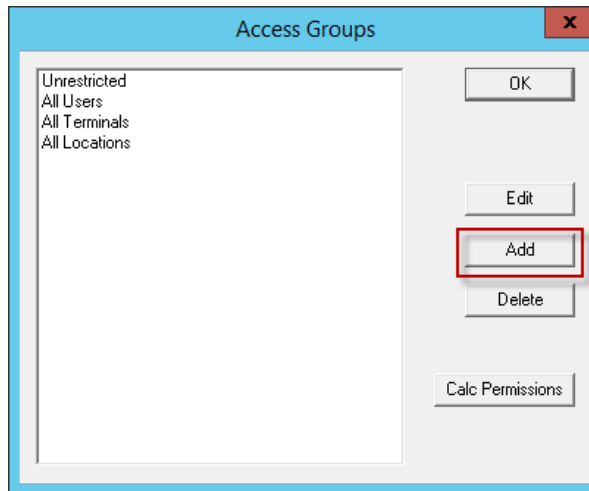 Access Groups
x
Unrestricted
All Users
All Terminals
All Locations
OK
Edit
Add
Delete
Calc Permissions